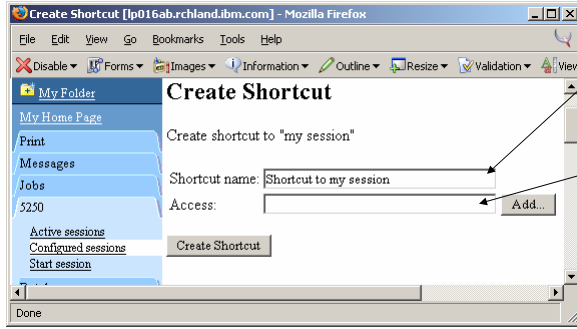 Create Shortcut [lp016ab.rchland.ibm.com] - Mozilla Firefox
File Edit View Go Bookmarks Tools Help
Disable Forms Images Information Outline Resize Validation View
My Folder
My Home Page
Print
Messages
Jobs
5250
Active sessions
Configured sessions
Start session
Create Shortcut
Create shortcut to "my session"
Shortcut name: Shortcut to my session
Access: Add...
Create Shortcut
Done